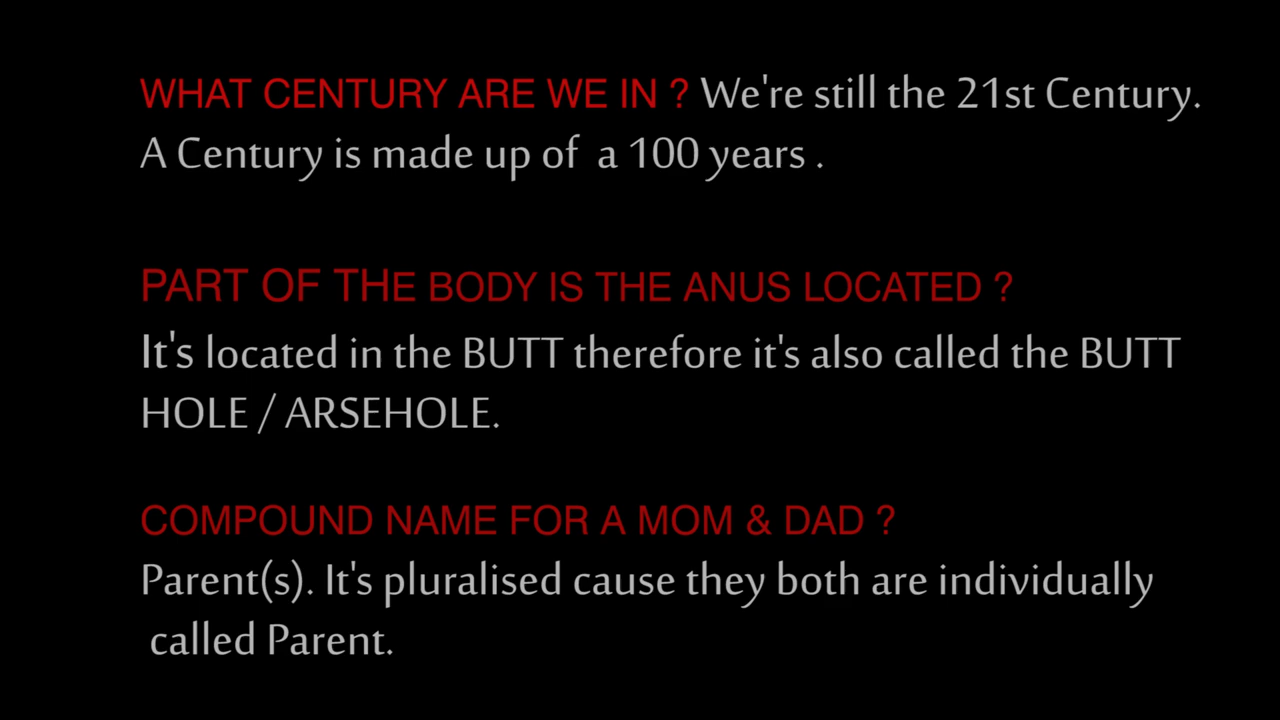 WHAT CENTURY ARE WE IN ? We're still the 21st Century.
A Century is made up of a 100 years .
PART OF THE BODY IS THE ANUS LOCATED ?
It's located in the BUTT therefore it's also called the BUTT
HOLE / ARSEHOLE.
COMPOUND NAME FOR A MOM & DAD ?
Parent(s). It's pluralised cause they both are individually
called Parent.